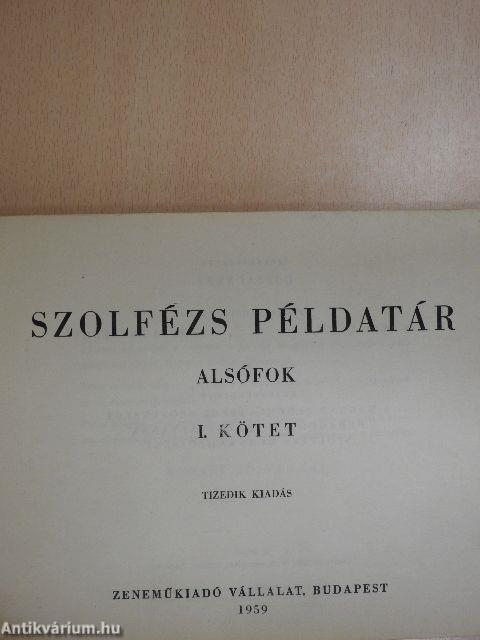 SZOLFÉZS PÉLDATÁR
ALSÓFOK
I. KÖTET
TIZEDIK KIADÁS
ZENEMŰKIADÓ VÁLLALAT, BUDAPEST
1959
Antikvárium.hu